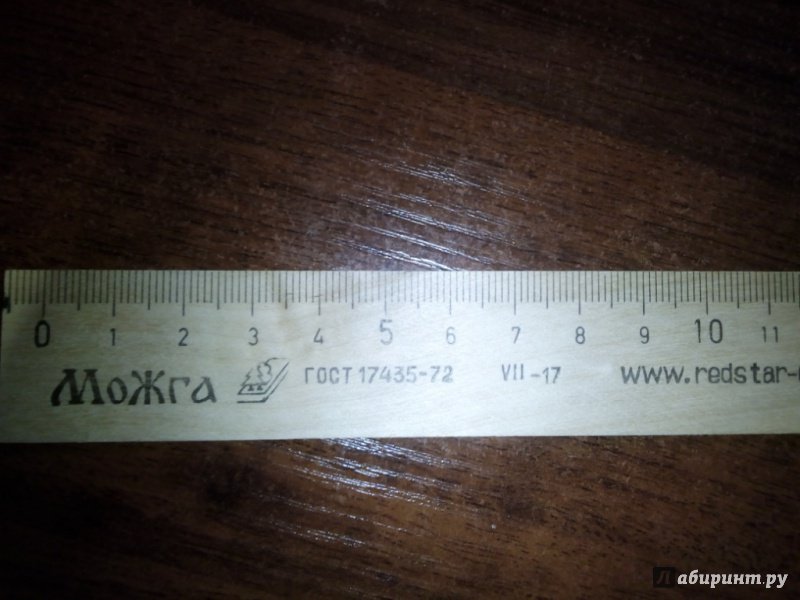 0 1 2 3 4 5 6 7 8 9 10 11
МоЖга ГОСТ 17435-72 VII-17 www.redstar-
Лабиринт.ру